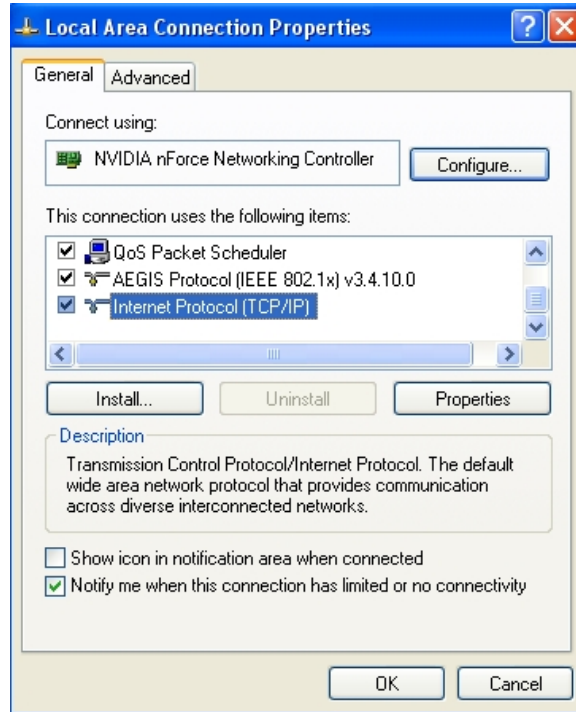 Local Area Connection Properties
General Advanced
Connect using:
NVIDIA nForce Networking Controller Configure...
This connection uses the following items:
QoS Packet Scheduler
AEGIS Protocol (IEEE 802.1x) v3.4.10.0
Internet Protocol (TCP/IP)
Install... Uninstall Properties
Description
Transmission Control Protocol/Internet Protocol. The default
wide area network protocol that provides communication
across diverse interconnected networks.
Show icon in notification area when connected
Notify me when this connection has limited or no connectivity
OK Cancel